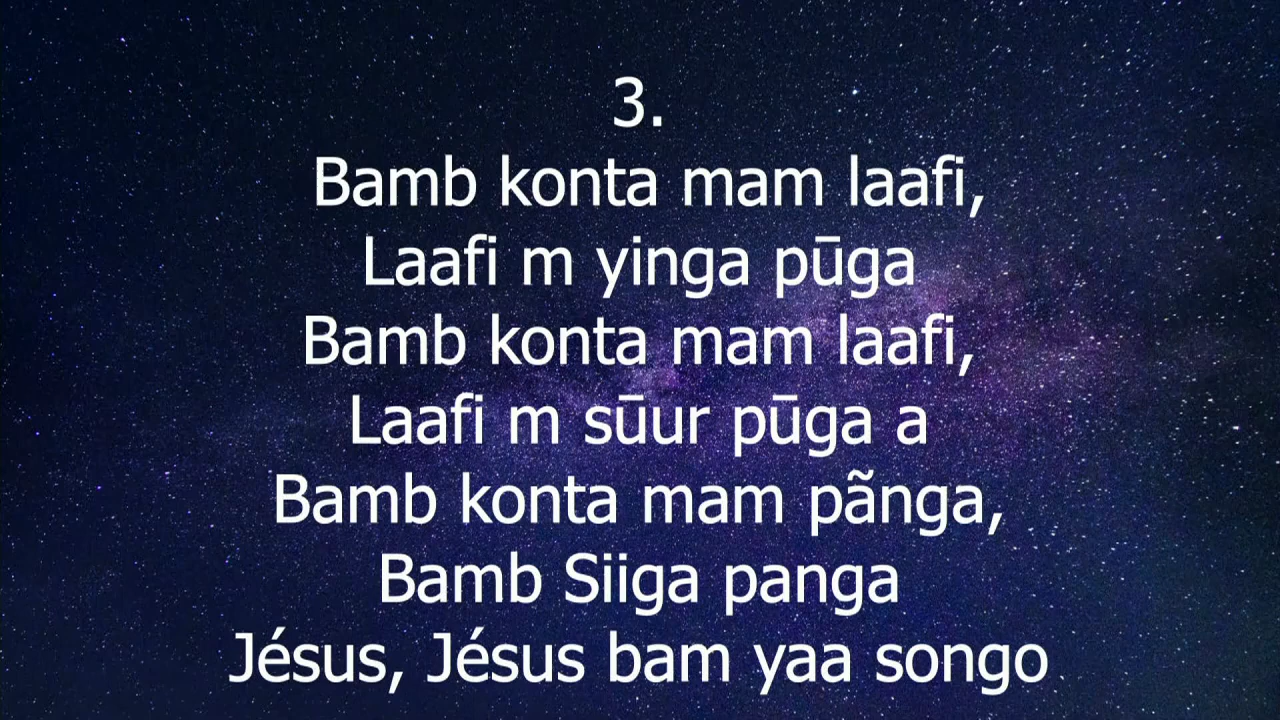 3.
Bamb konta mam laafi,
Laafi m yinga pūga
Bamb konta mam laafi,
Laafi m sūur pūga a
Bamb konta mam pãnga,
Bamb Siiga panga
Jésus, Jésus bam yaa songo